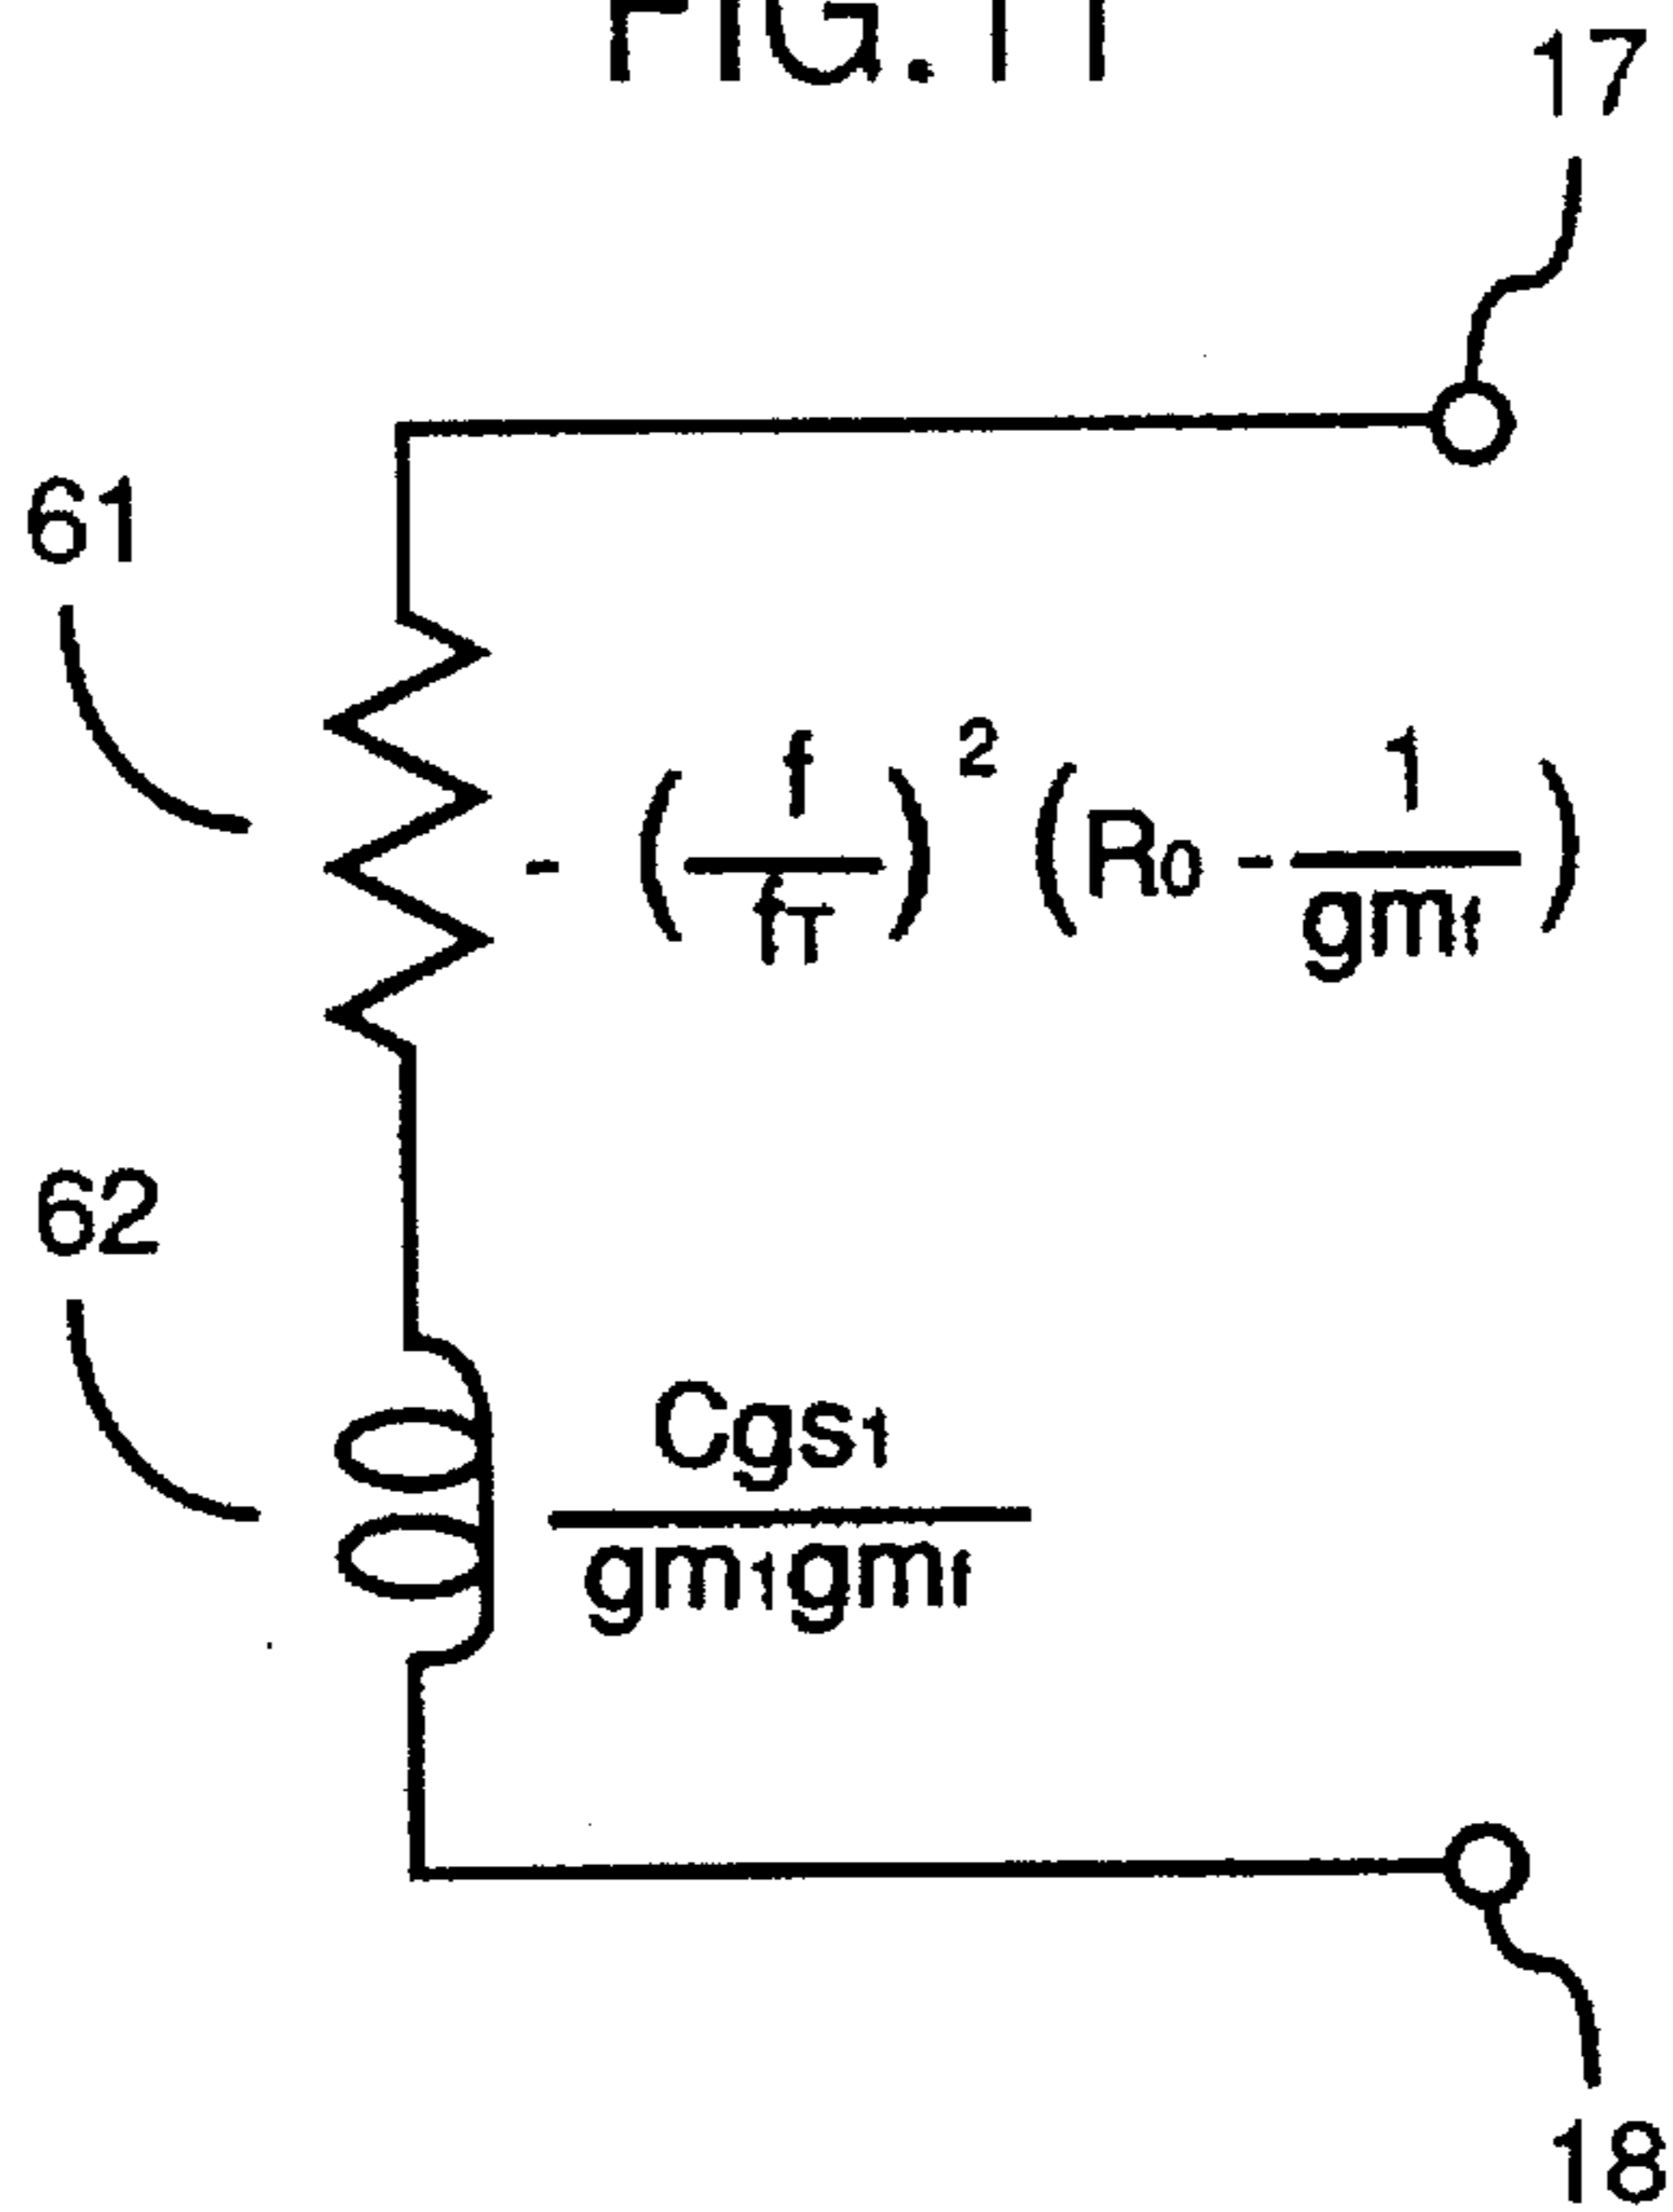 FIG. 11
17
61
- (f/fT)² (R0 - 1/gmf)
62
Cgs1
gm1gmf
18